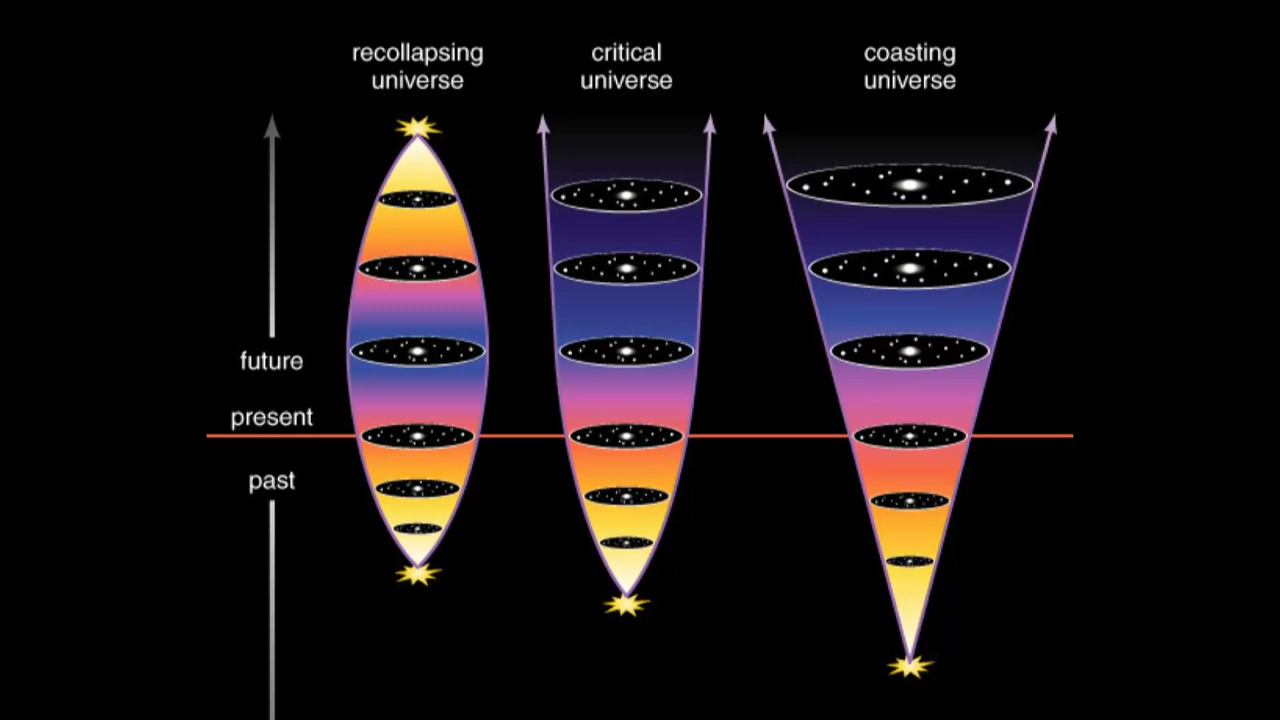 recollapsing
universe
critical
universe
coasting
universe
future
present
past